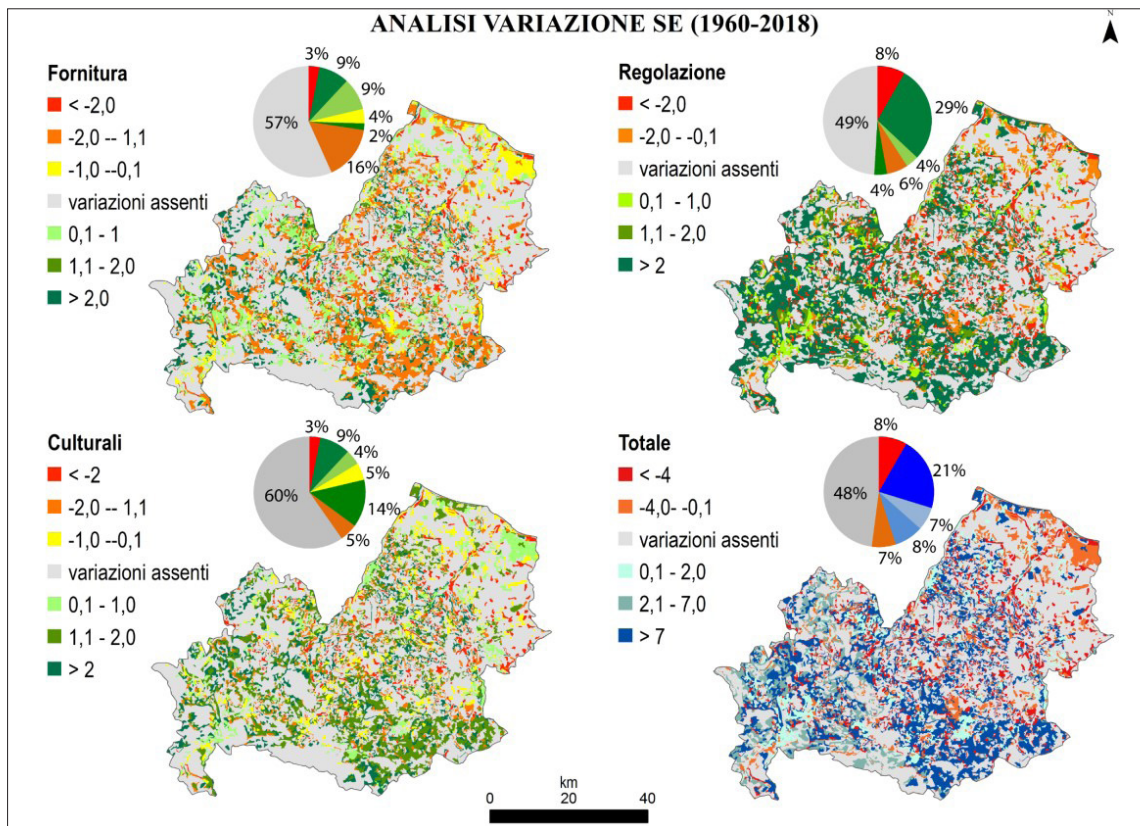 ANALISI VARIAZIONE SE (1960-2018)
N
Fornitura
< -2,0
-2,0 -- 1,1
-1,0 --0,1
variazioni assenti
0,1 - 1
1,1 - 2,0
> 2,0
3%
9%
9%
4%
2%
16%
57%
Regolazione
< -2,0
-2,0 - -0,1
variazioni assenti
0,1 - 1,0
1,1 - 2,0
> 2
8%
29%
4%
6%
4%
49%
Culturali
< -2
-2,0 -- 1,1
-1,0 --0,1
variazioni assenti
0,1 - 1,0
1,1 - 2,0
> 2
3%
9%
4%
5%
14%
5%
60%
Totale
< -4
-4,0- -0,1
variazioni assenti
0,1 - 2,0
2,1 - 7,0
> 7
8%
21%
7%
8%
7%
48%
km
0 20 40